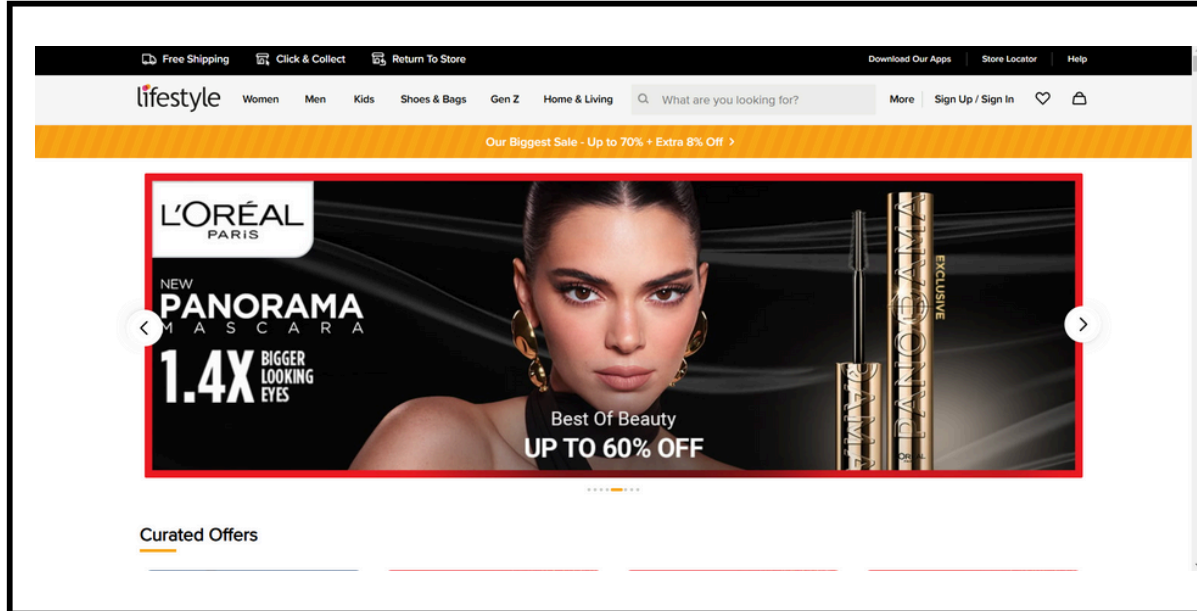 Free Shipping Click & Collect Return To Store Download Our Apps Store Locator Help
lifestyle Women Men Kids Shoes & Bags Gen Z Home & Living What are you looking for? More Sign Up / Sign In
Our Biggest Sale - Up to 70% + Extra 8% Off >
L'ORÉAL
PARIS
NEW
PANORAMA
MASCARA
1.4X BIGGER
LOOKING
EYES
Best Of Beauty
UP TO 60% OFF
EXCLUSIVE
PANORAMA
Curated Offers